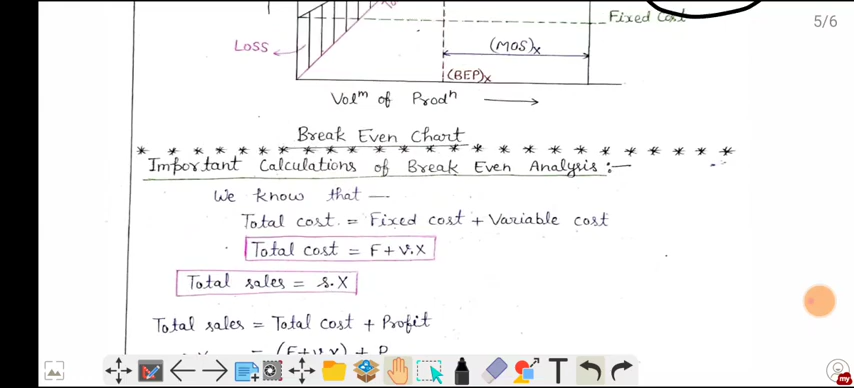 Fixed Cost
5/6
Loss
(MOS)x
(BEP)x
Volm of Prodn
Break Even Chart
Important Calculations of Break Even Analysis :-
We know that —
Total cost = Fixed cost + Variable cost
Total cost = F + v.X
Total sales = s.X
Total sales = Total cost + Profit
= (F+v.X) + P